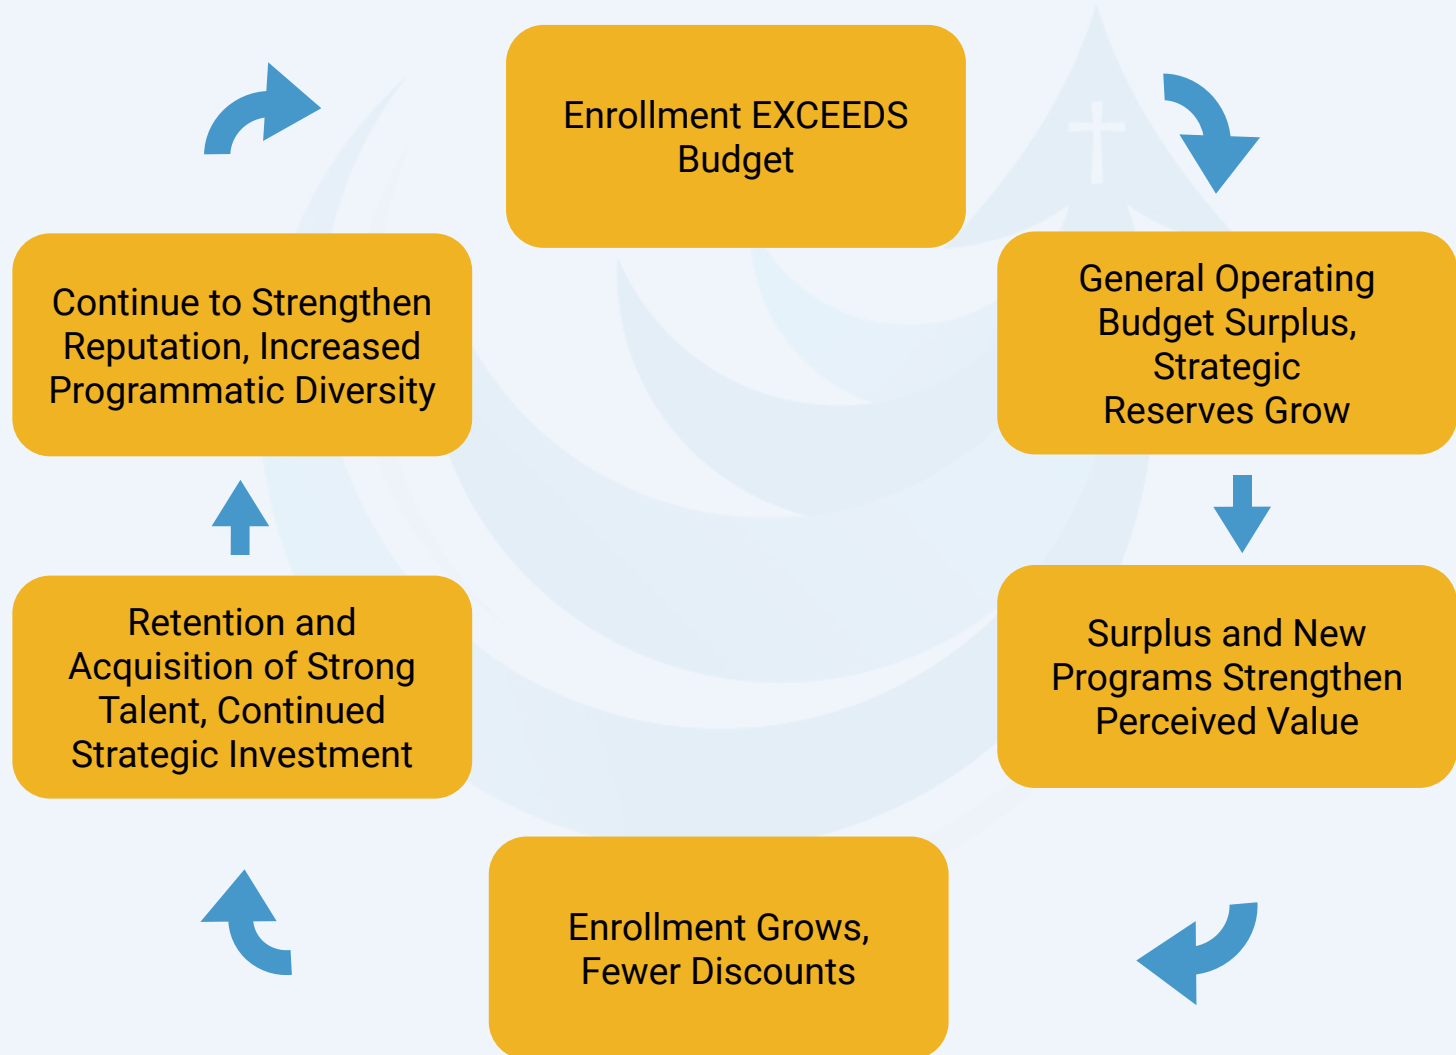 Enrollment EXCEEDS
Budget
General Operating
Budget Surplus,
Strategic
Reserves Grow
Surplus and New
Programs Strengthen
Perceived Value
Enrollment Grows,
Fewer Discounts
Retention and
Acquisition of Strong
Talent, Continued
Strategic Investment
Continue to Strengthen
Reputation, Increased
Programmatic Diversity